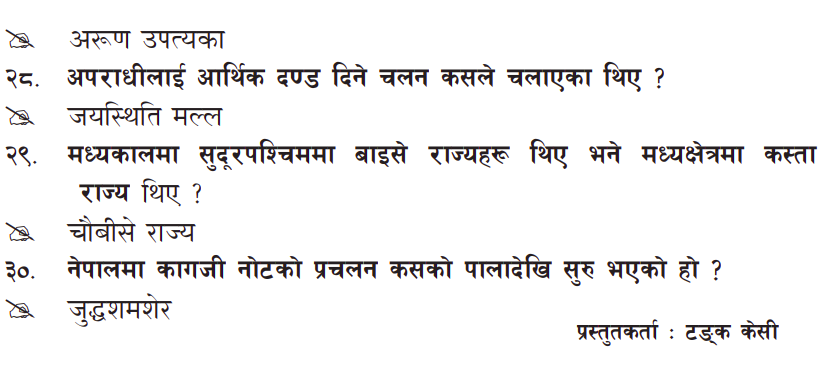 अरूण उपत्यका
२८. अपराधीलाई आर्थिक दण्ड दिने चलन कसले चलाएका थिए ?
जयस्थिति मल्ल
२९. मध्यकालमा सुदूरपश्चिममा बाइसे राज्यहरू थिए भने मध्यक्षेत्रमा कस्ता
राज्य थिए ?
चौबीसे राज्य
३०. नेपालमा कागजी नोटको प्रचलन कसको पालादेखि सुरु भएको हो ?
जुद्धशमशेर
प्रस्तुतकर्ता : टङ्क केसी